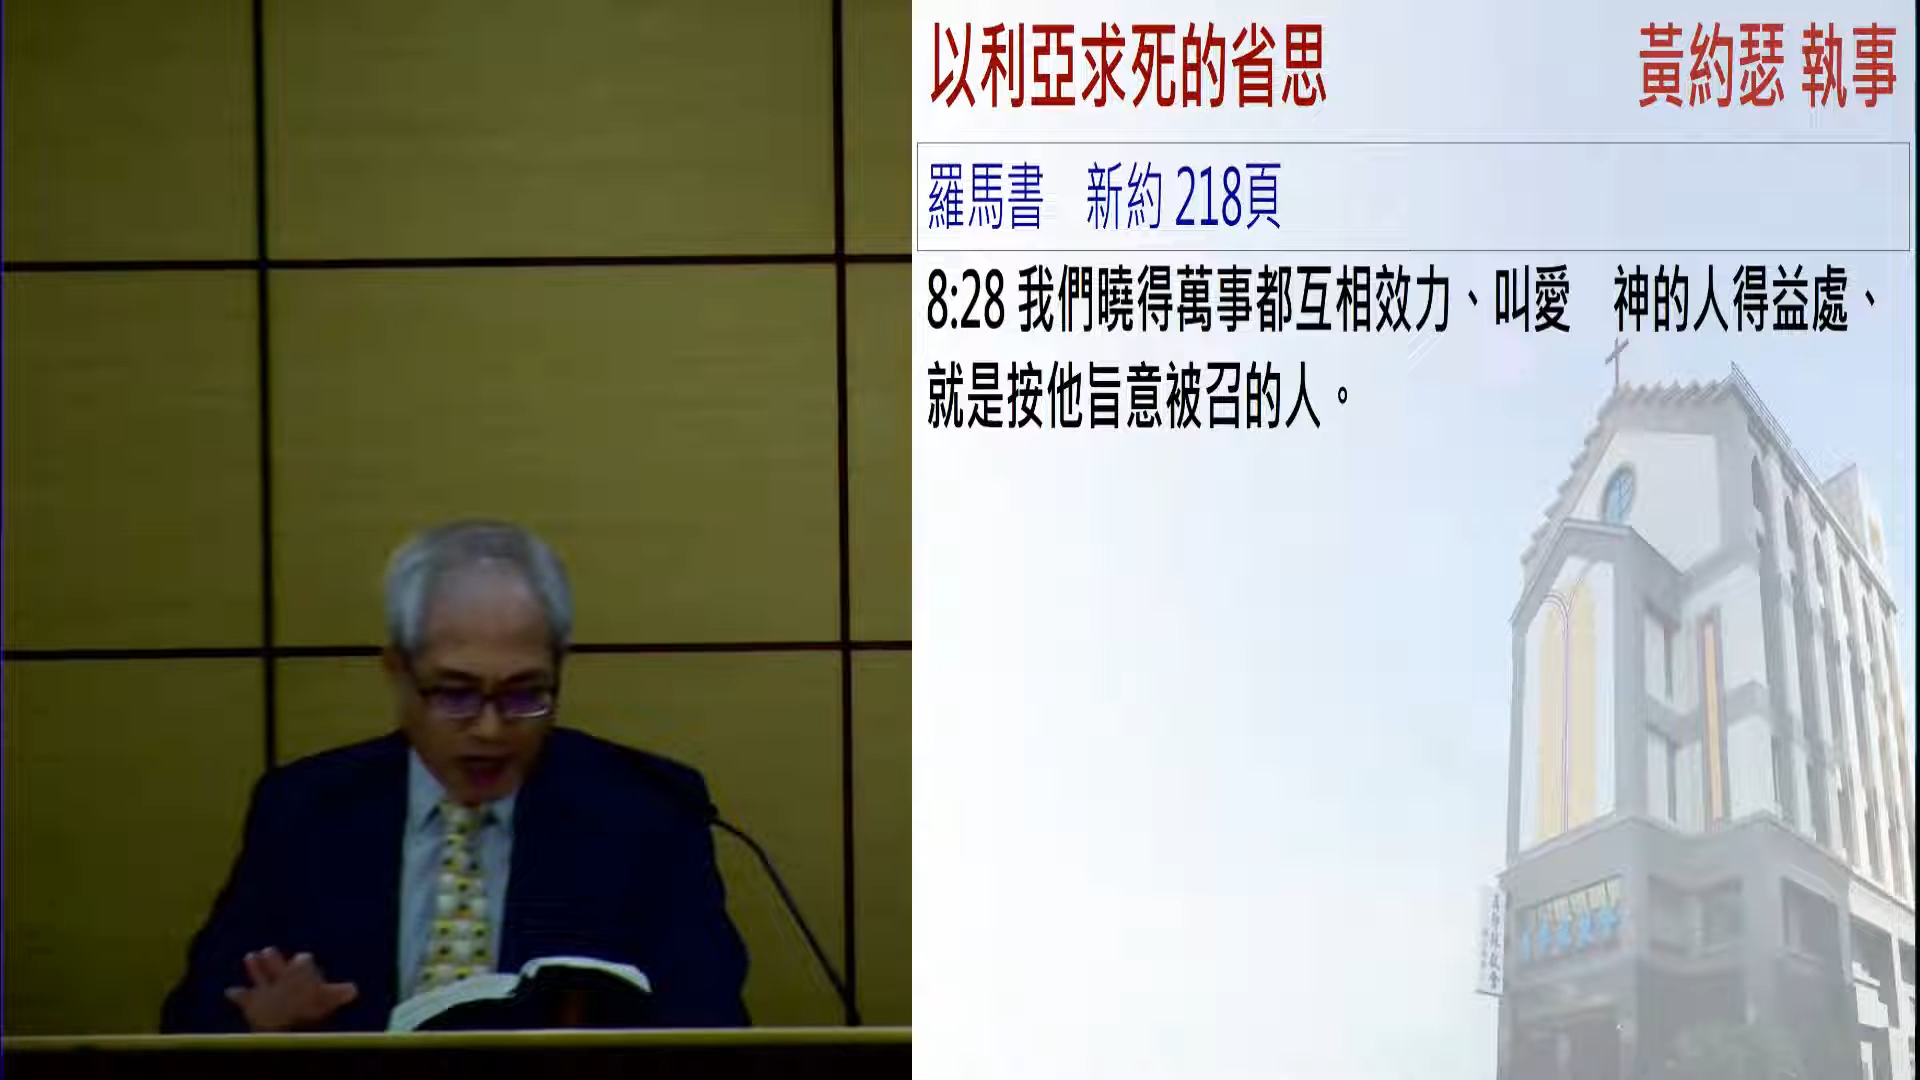 以利亞求死的省思
黃約瑟 執事
羅馬書　新約 218頁
8:28 我們曉得萬事都互相效力、叫愛　神的人得益處、
就是按他旨意被召的人。